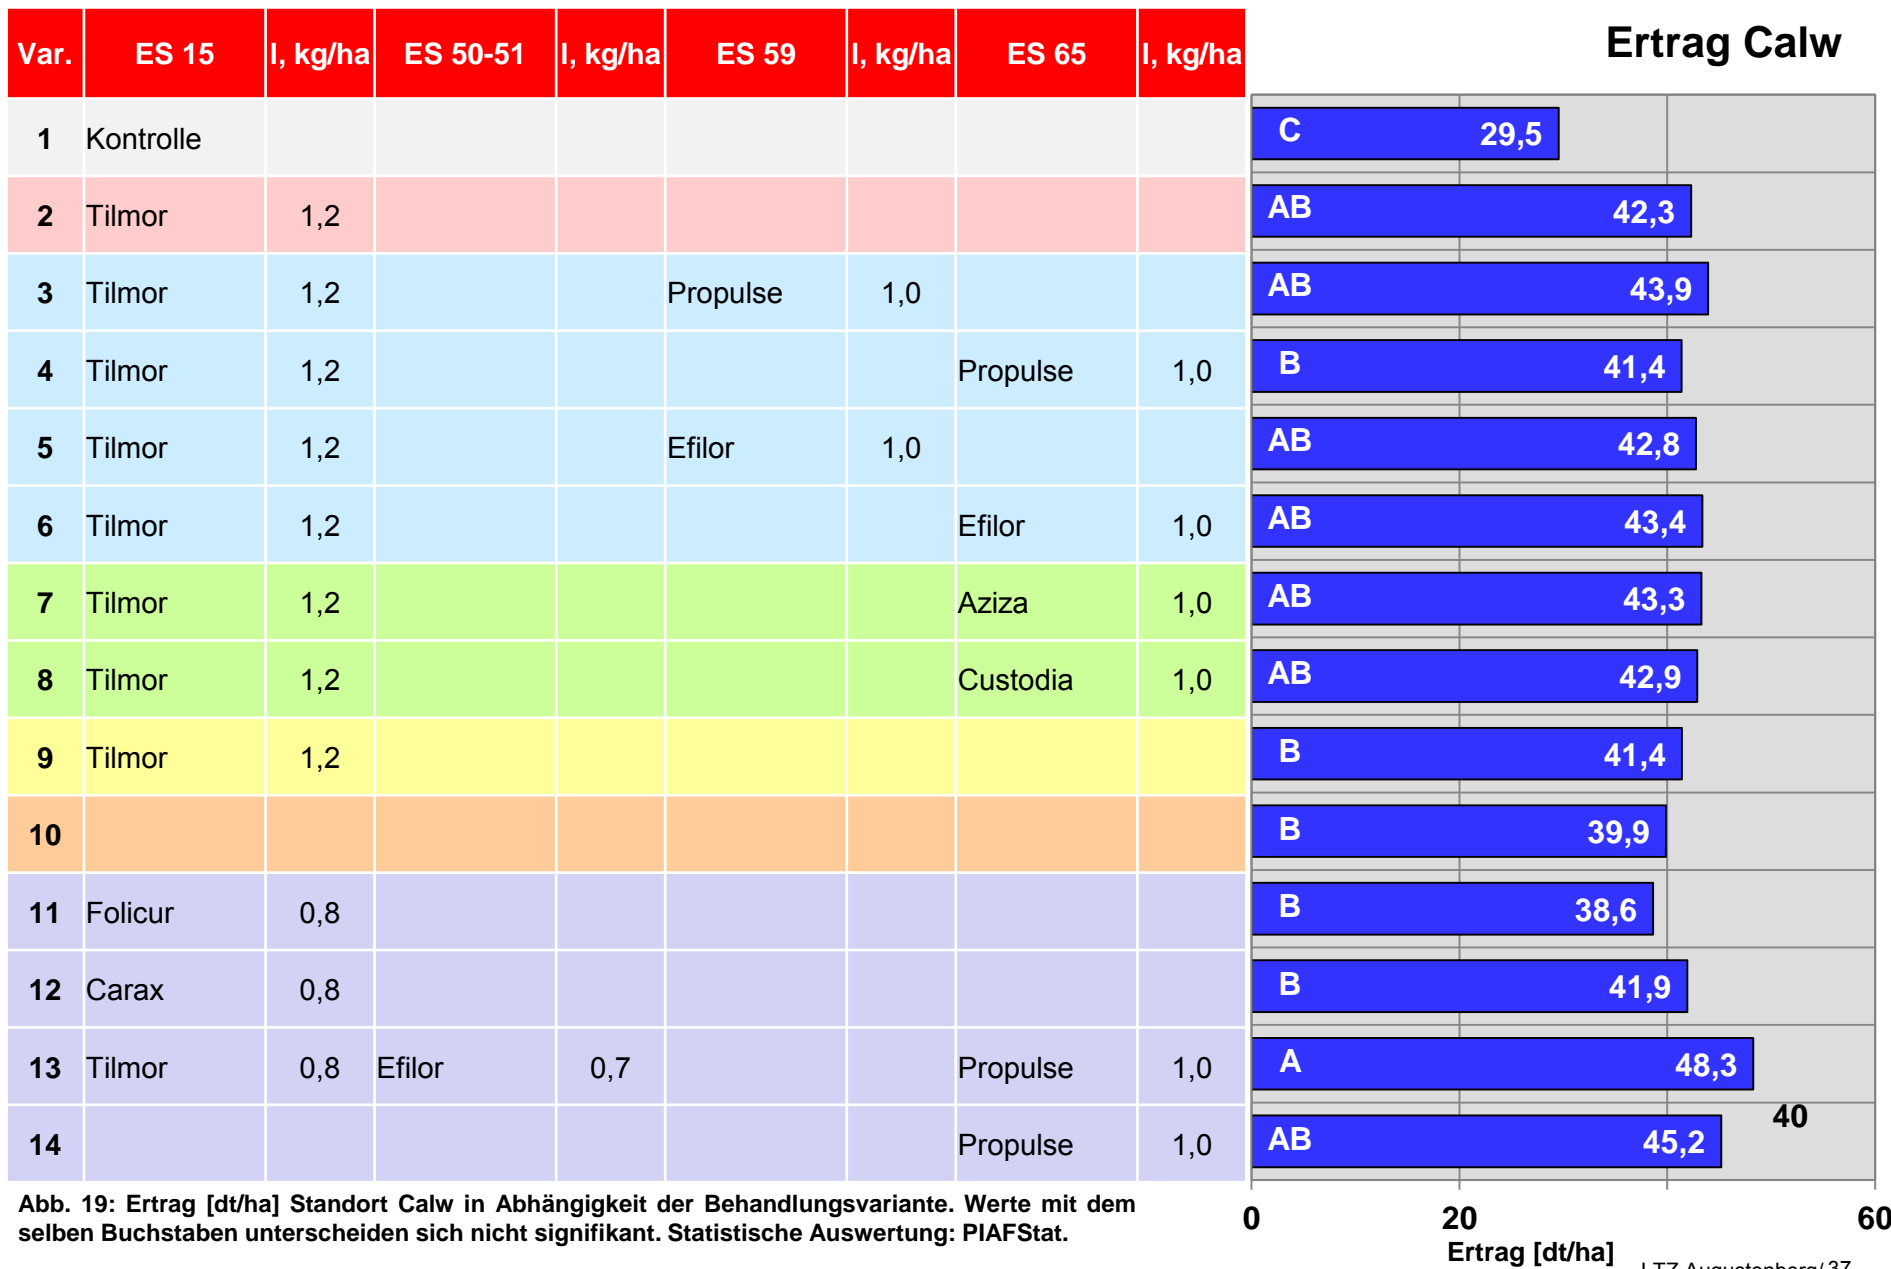 Ertrag Calw
Var. ES 15 l, kg/ha ES 50-51 l, kg/ha ES 59 l, kg/ha ES 65 l, kg/ha
1 Kontrolle C 29,5
2 Tilmor 1,2 AB 42,3
3 Tilmor 1,2 Propulse 1,0 AB 43,9
4 Tilmor 1,2 Propulse 1,0 B 41,4
5 Tilmor 1,2 Efilor 1,0 AB 42,8
6 Tilmor 1,2 Efilor 1,0 AB 43,4
7 Tilmor 1,2 Aziza 1,0 AB 43,3
8 Tilmor 1,2 Custodia 1,0 AB 42,9
9 Tilmor 1,2 B 41,4
10 B 39,9
11 Folicur 0,8 B 38,6
12 Carax 0,8 B 41,9
13 Tilmor 0,8 Efilor 0,7 Propulse 1,0 A 48,3
40
14 Propulse 1,0 AB 45,2
0 20 60
Ertrag [dt/ha]
Abb. 19: Ertrag [dt/ha] Standort Calw in Abhängigkeit der Behandlungsvariante. Werte mit dem
selben Buchstaben unterscheiden sich nicht signifikant. Statistische Auswertung: PIAFStat.
LTZ Augustenberg/ 37